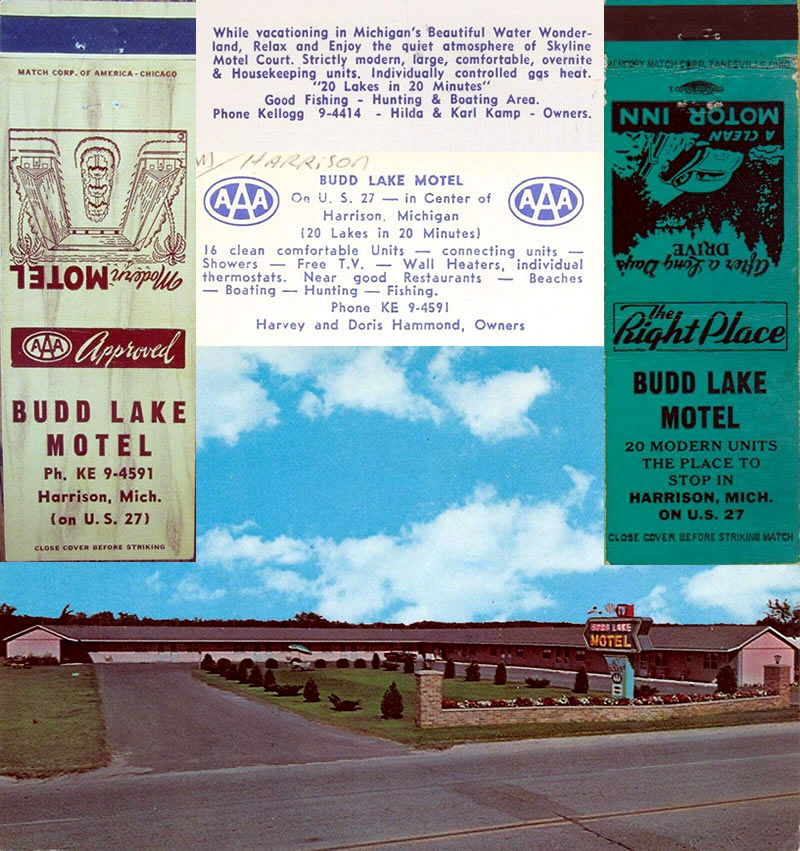 MATCH CORP. OF AMERICA - CHICAGO
Modern
MOTEL
AAA Approved
BUDD LAKE
MOTEL
Ph. KE 9-4591
Harrison, Mich.
(on U. S. 27)
CLOSE COVER BEFORE STRIKING
While vacationing in Michigan's Beautiful Water Wonder-
land, Relax and Enjoy the quiet atmosphere of Skyline
Motel Court. Strictly modern, large, comfortable, overnite
& Housekeeping units, Individually controlled gas heat.
"20 Lakes in 20 Minutes"
Good Fishing - Hunting & Boating Area.
Phone Kellogg 9-4414 - Hilda & Karl Kamp - Owners.
HARRISON
AAA
AAA
BUDD LAKE MOTEL
On U. S. 27 — in Center of
Harrison, Michigan
(20 Lakes in 20 Minutes)
16 clean comfortable Units — connecting units —
Showers — Free T.V. — Wall Heaters, individual
thermostats. Near good Restaurants — Beaches
— Boating — Hunting — Fishing.
Phone KE 9-4591
Harvey and Doris Hammond, Owners
MERCURY MATCH CORP. ZANESVILLE, OHIO
A CLEAN
MOTOR INN
After a Long Day's
DRIVE
The
Right Place
BUDD LAKE
MOTEL
20 MODERN UNITS
THE PLACE TO
STOP IN
HARRISON, MICH.
ON U. S. 27
CLOSE COVER BEFORE STRIKING MATCH
BUDD LAKE
MOTEL